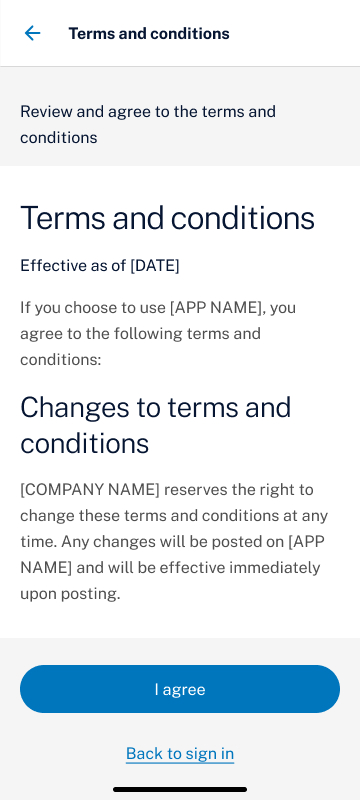 Terms and conditions
Review and agree to the terms and
conditions
Terms and conditions
Effective as of [DATE]
If you choose to use [APP NAME], you
agree to the following terms and
conditions:
Changes to terms and
conditions
[COMPANY NAME] reserves the right to
change these terms and conditions at any
time. Any changes will be posted on [APP
NAME] and will be effective immediately
upon posting.
I agree
Back to sign in